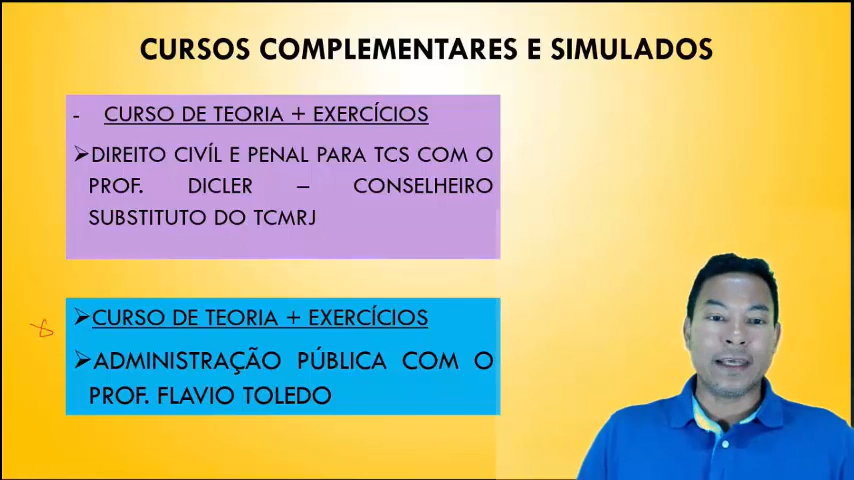 CURSOS COMPLEMENTARES E SIMULADOS
- CURSO DE TEORIA + EXERCÍCIOS
➢DIREITO CIVÍL E PENAL PARA TCS COM O
PROF. DICLER – CONSELHEIRO
SUBSTITUTO DO TCMRJ
➢CURSO DE TEORIA + EXERCÍCIOS
➢ADMINISTRAÇÃO PÚBLICA COM O
PROF. FLAVIO TOLEDO